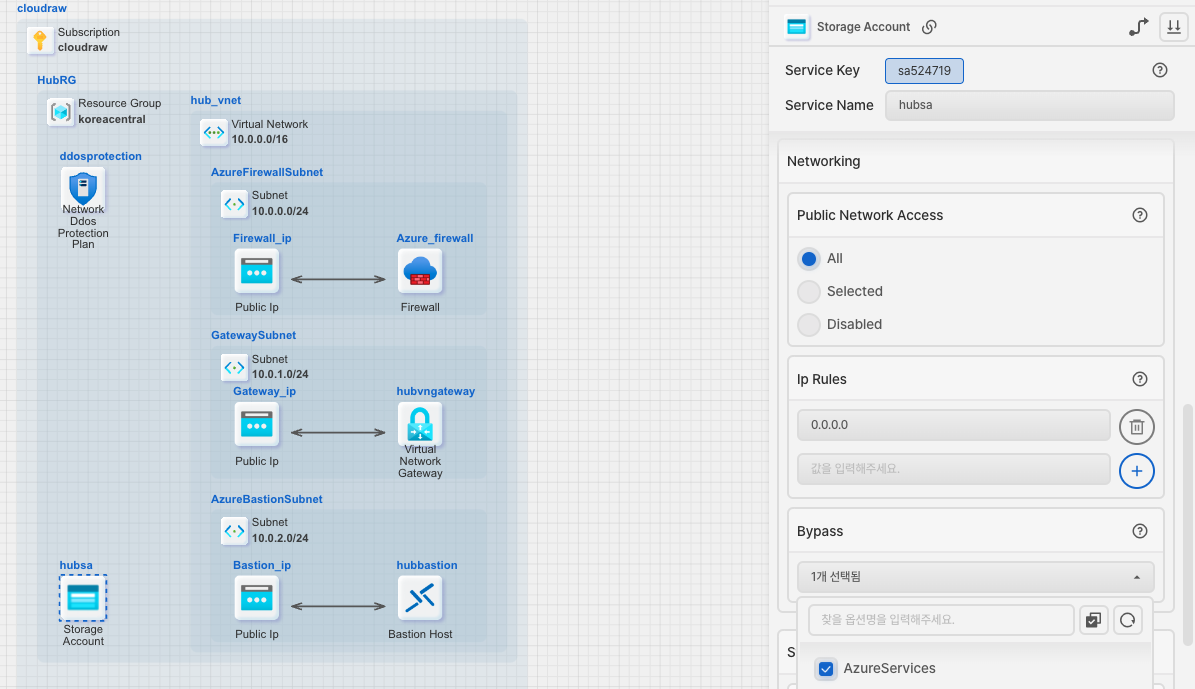 cloudraw
Subscription
cloudraw
HubRG
Resource Group
koreacentral
hub_vnet
Virtual Network
10.0.0.0/16
ddosprotection
Network
Ddos
Protection
Plan
AzureFirewallSubnet
Subnet
10.0.0.0/24
Firewall_ip
Public Ip
Azure_firewall
Firewall
GatewaySubnet
Subnet
10.0.1.0/24
Gateway_ip
Public Ip
hubvngateway
Virtual
Network
Gateway
AzureBastionSubnet
Subnet
10.0.2.0/24
Bastion_ip
Public Ip
hubbastion
Bastion Host
hubsa
Storage
Account
Storage Account
Service Key
sa524719
Service Name
hubsa
Networking
Public Network Access
All
Selected
Disabled
Ip Rules
0.0.0.0
값을 입력해주세요.
Bypass
1개 선택됨
찾을 옵션명을 입력해주세요.
AzureServices